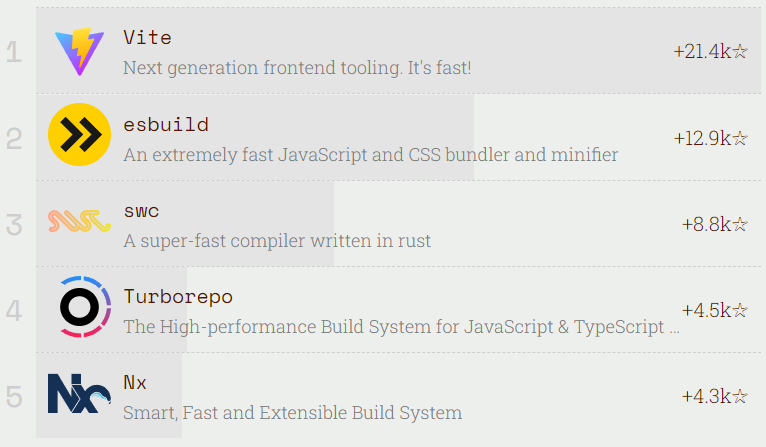 1
Vite
+21.4k☆
Next generation frontend tooling. It's fast!
2
esbuild
+12.9k☆
An extremely fast JavaScript and CSS bundler and minifier
3
swc
+8.8k☆
A super-fast compiler written in rust
4
Turborepo
+4.5k☆
The High-performance Build System for JavaScript & TypeScript ...
5
Nx
+4.3k☆
Smart, Fast and Extensible Build System